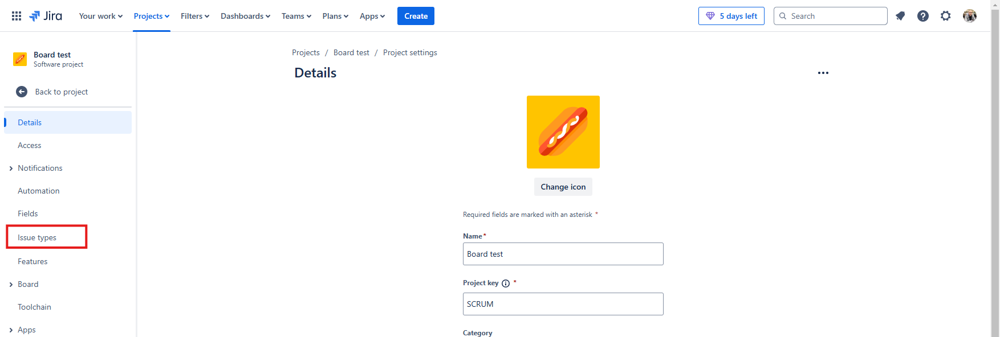 Jira Your work Projects Filters Dashboards Teams Plans Apps Create 5 days left Search
Board test
Software project
Back to project
Details
Access
Notifications
Automation
Fields
Issue types
Features
Board
Toolchain
Apps
Projects / Board test / Project settings
Details
Change icon
Required fields are marked with an asterisk *
Name *
Board test
Project key *
SCRUM
Category